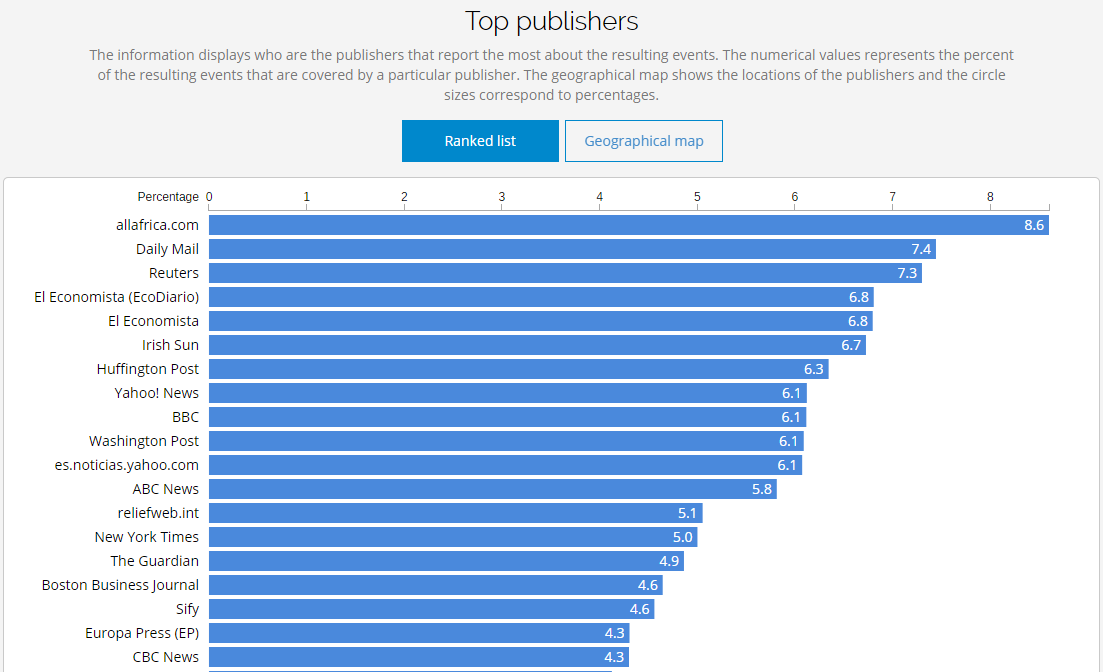 Top publishers
The information displays who are the publishers that report the most about the resulting events. The numerical values represents the percent
of the resulting events that are covered by a particular publisher. The geographical map shows the locations of the publishers and the circle
sizes correspond to percentages.
Ranked list Geographical map
Percentage 0 1 2 3 4 5 6 7 8
allafrica.com 8.6
Daily Mail 7.4
Reuters 7.3
El Economista (EcoDiario) 6.8
El Economista 6.8
Irish Sun 6.7
Huffington Post 6.3
Yahoo! News 6.1
BBC 6.1
Washington Post 6.1
es.noticias.yahoo.com 6.1
ABC News 5.8
reliefweb.int 5.1
New York Times 5.0
The Guardian 4.9
Boston Business Journal 4.6
Sify 4.6
Europa Press (EP) 4.3
CBC News 4.3